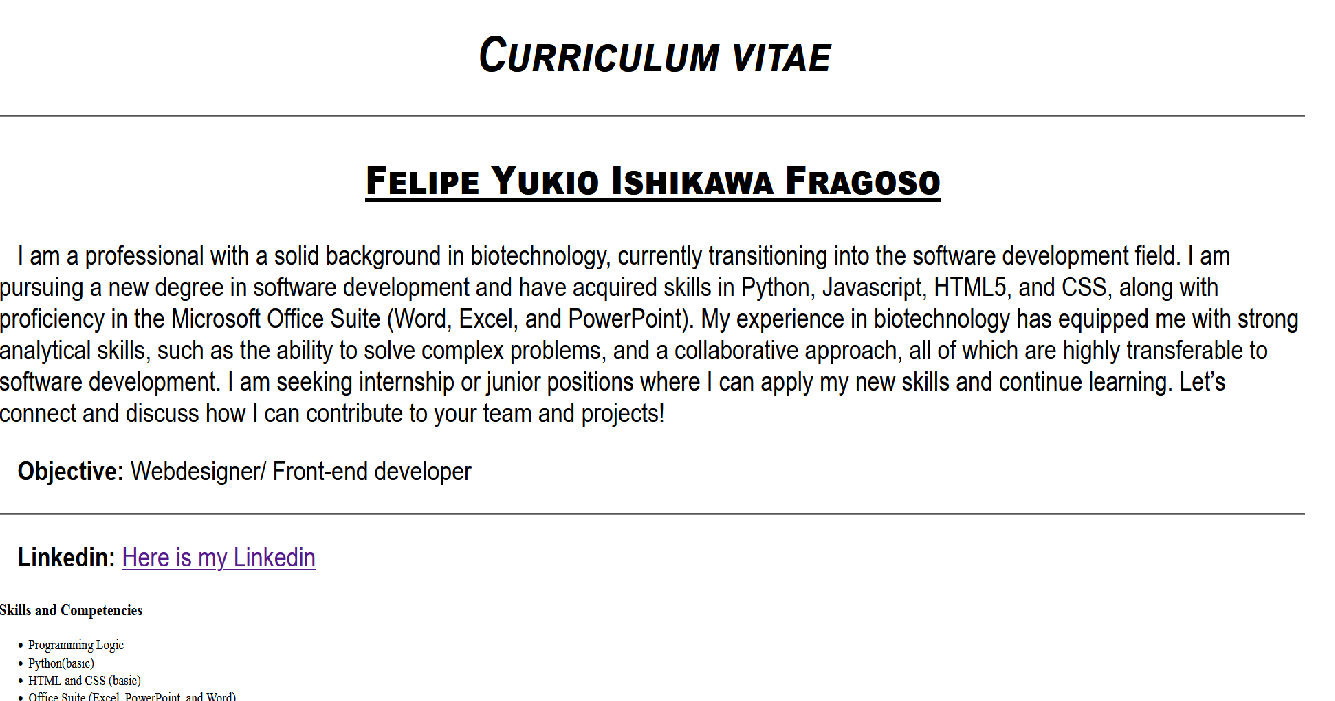 Curriculum vitae
Felipe Yukio Ishikawa Fragoso
I am a professional with a solid background in biotechnology, currently transitioning into the software development field. I am
pursuing a new degree in software development and have acquired skills in Python, Javascript, HTML5, and CSS, along with
proficiency in the Microsoft Office Suite (Word, Excel, and PowerPoint). My experience in biotechnology has equipped me with strong
analytical skills, such as the ability to solve complex problems, and a collaborative approach, all of which are highly transferable to
software development. I am seeking internship or junior positions where I can apply my new skills and continue learning. Let’s
connect and discuss how I can contribute to your team and projects!
Objective: Webdesigner/ Front-end developer
Linkedin: Here is my Linkedin
Skills and Competencies
• Programming Logic
• Python(basic)
• HTML and CSS (basic)
• Office Suite (Excel, PowerPoint, and Word)